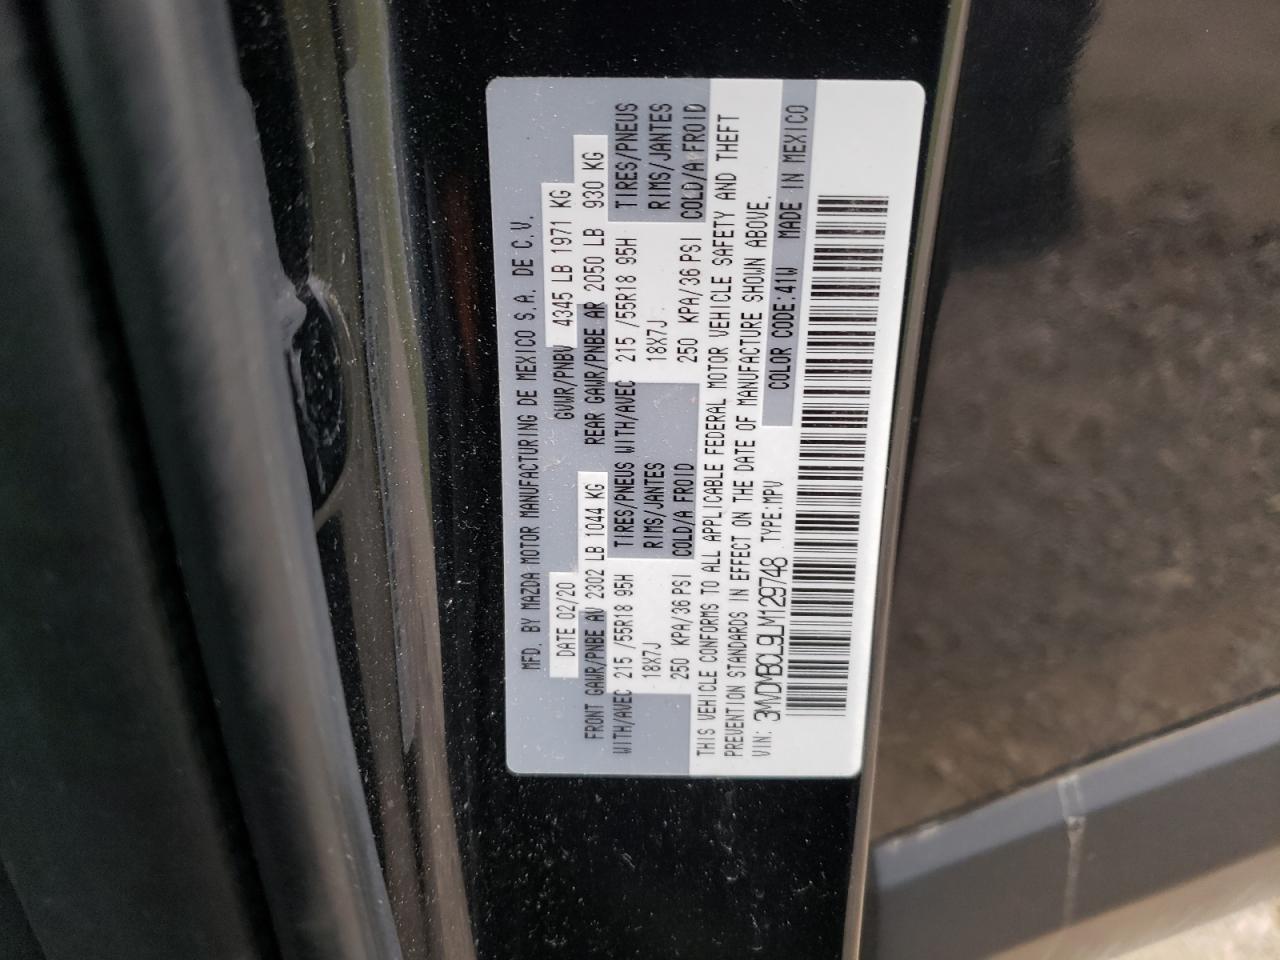 MFD. BY MAZDA MOTOR MANUFACTURING DE MEXICO S.A. DE C.V.
DATE 02/20 GVWR/PNBV 4345 LB 1971 KG
FRONT GAWR/PNBE AV 2302 LB 1044 KG REAR GAWR/PNBE AR 2050 LB 930 KG
WITH/AVEC 215 /55R18 95H TIRES/PNEUS WITH/AVEC 215 /55R18 95H TIRES/PNEUS
18X7J RIMS/JANTES 18X7J RIMS/JANTES
250 KPA/36 PSI COLD/A FROID 250 KPA/36 PSI COLD/A FROID
THIS VEHICLE CONFORMS TO ALL APPLICABLE FEDERAL MOTOR VEHICLE SAFETY AND THEFT
PREVENTION STANDARDS IN EFFECT ON THE DATE OF MANUFACTURE SHOWN ABOVE.
VIN: 3MVDMBCL9LM129748 TYPE:MPV COLOR CODE:41W MADE IN MEXICO